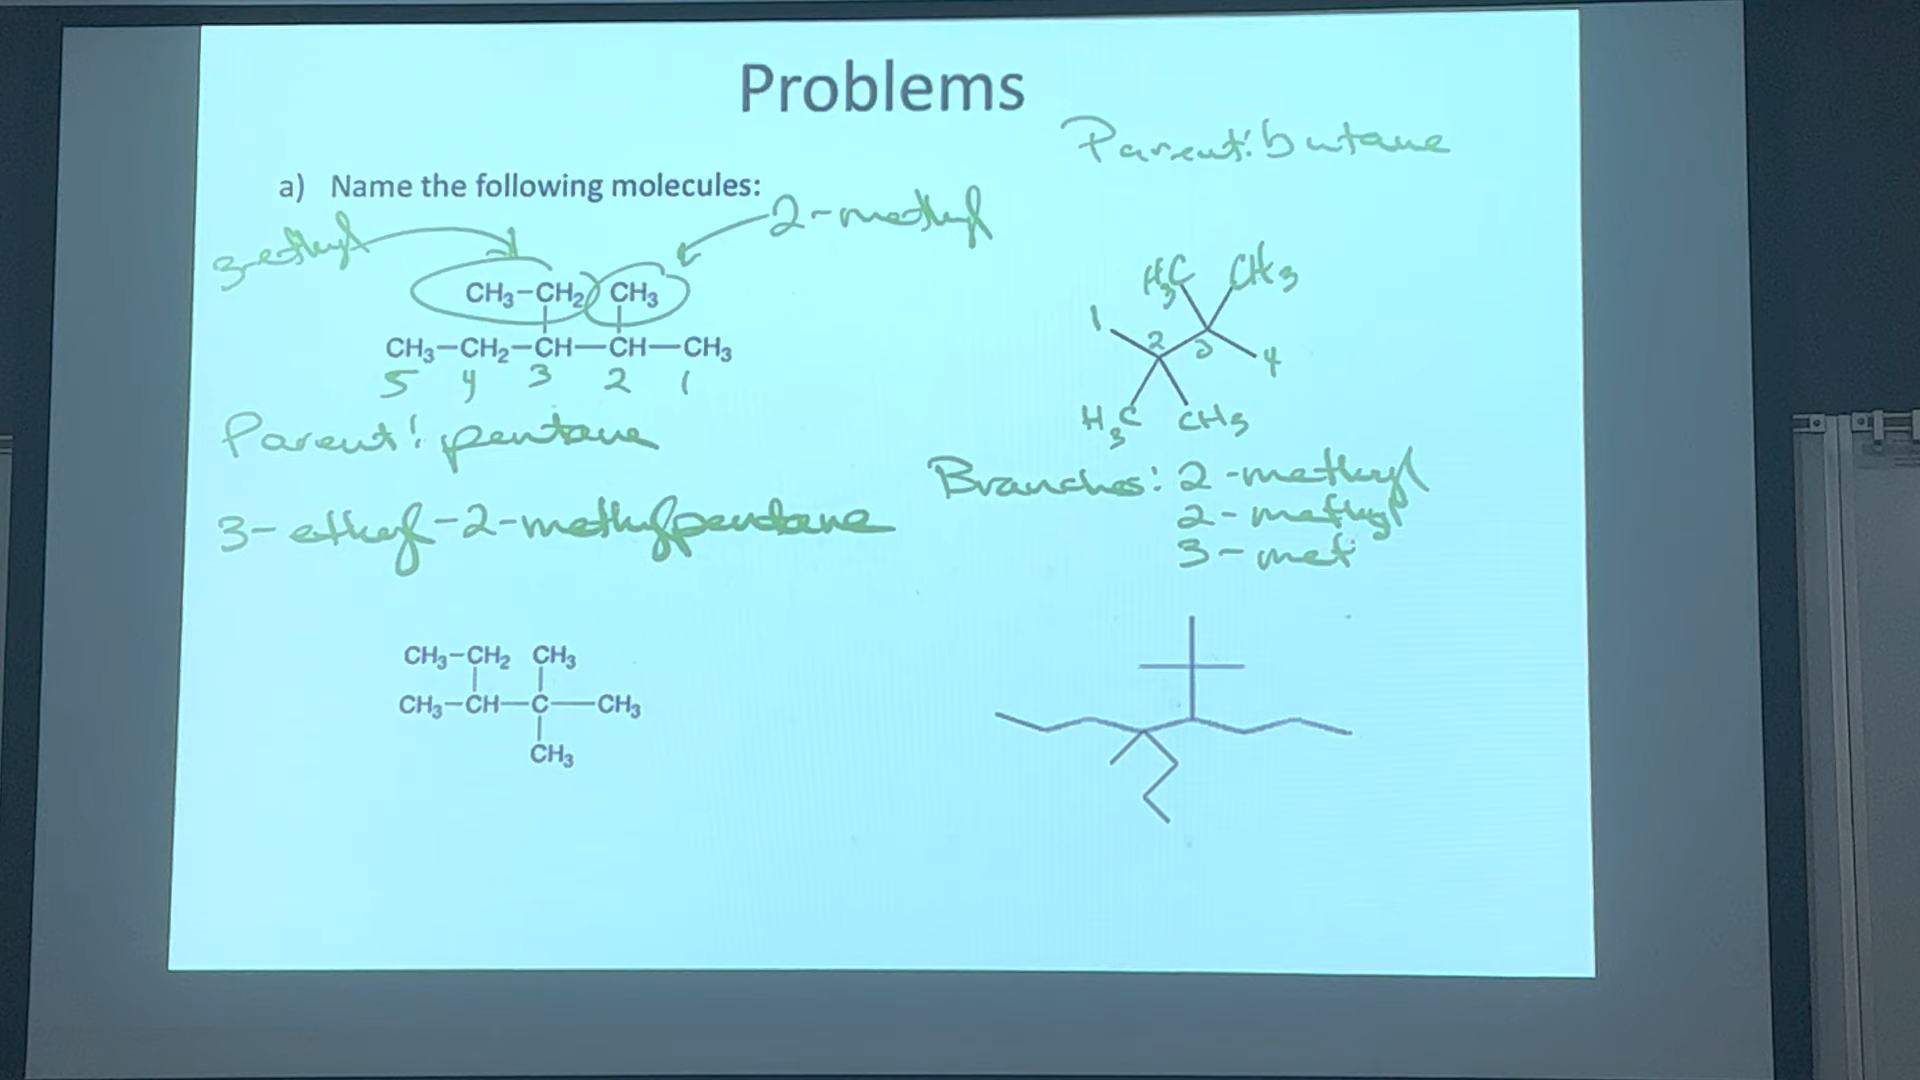 Problems
Parent: butane
a) Name the following molecules:
2-methyl
3-ethyl
CH₃-CH₂ CH₃
CH₃-CH₂-CH-CH-CH₃
5 4 3 2 1
Parent: pentane
3-ethyl-2-methylpentane
H₃C CH₃
1 2 3 4
H₃C CH₃
Branches: 2-methyl
2-methyl
3-met
CH₃-CH₂ CH₃
CH₃-CH-C-CH₃
CH₃